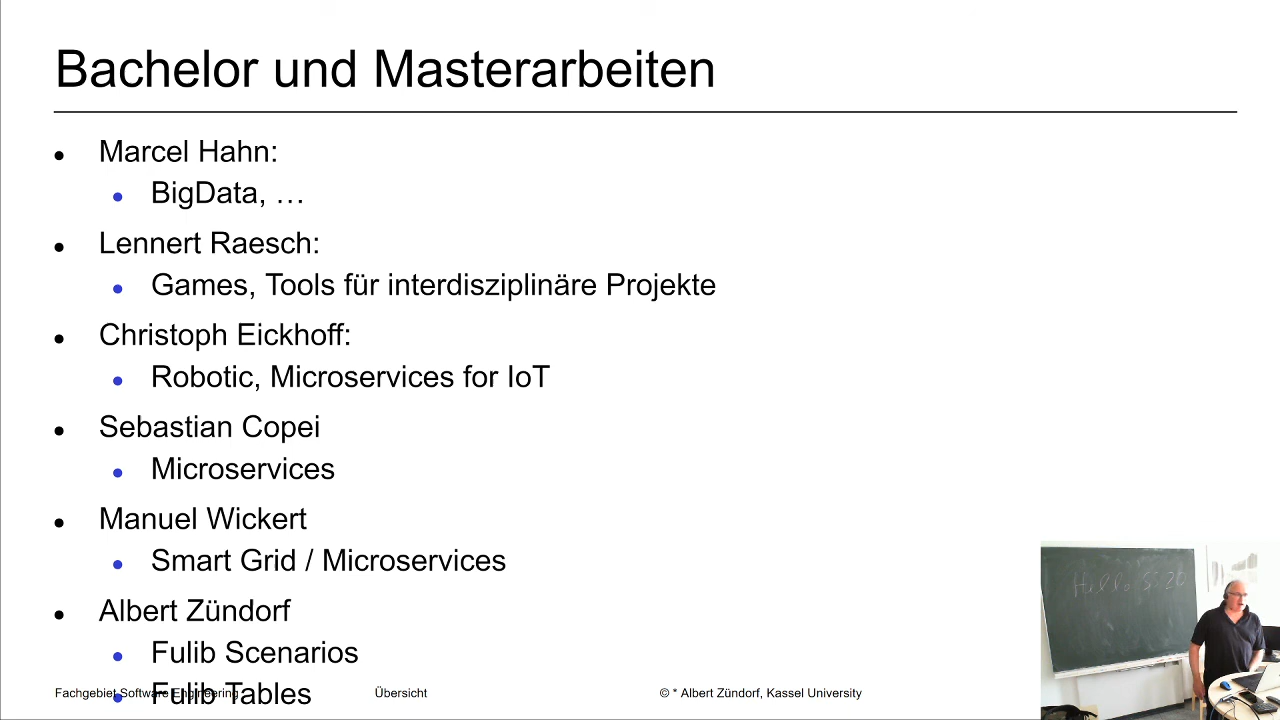 Bachelor und Masterarbeiten
Marcel Hahn:
BigData, …
Lennert Raesch:
Games, Tools für interdisziplinäre Projekte
Christoph Eickhoff:
Robotic, Microservices for IoT
Sebastian Copei
Microservices
Manuel Wickert
Smart Grid / Microservices
Albert Zündorf
Fulib Scenarios
Fulib Tables
Fachgebiet Software Engineering
Übersicht
© * Albert Zündorf, Kassel University